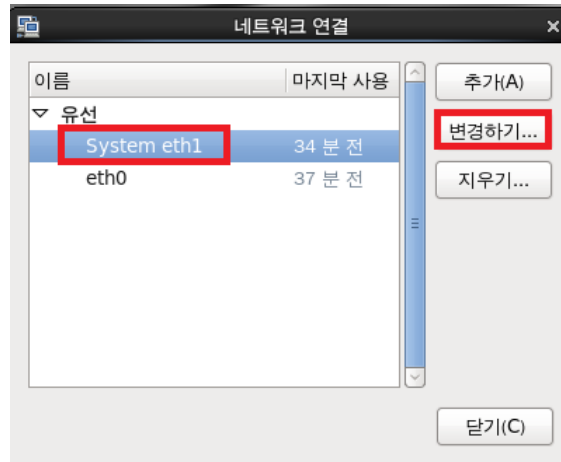 네트워크 연결
이름 마지막 사용
유선
System eth1 34 분 전
eth0 37 분 전
추가(A)
변경하기...
지우기...
닫기(C)